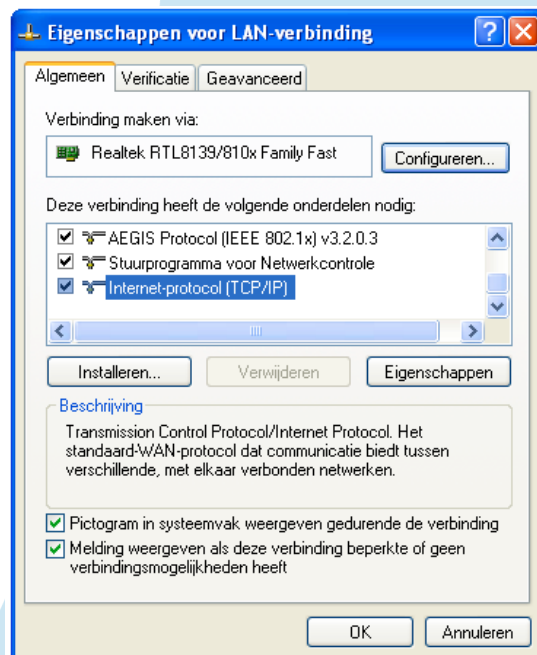 Eigenschappen voor LAN-verbinding
Algemeen Verificatie Geavanceerd
Verbinding maken via:
Realtek RTL8139/810x Family Fast
Configureren...
Deze verbinding heeft de volgende onderdelen nodig:
AEGIS Protocol (IEEE 802.1x) v3.2.0.3
Stuurprogramma voor Netwerkcontrole
Internet-protocol (TCP/IP)
Installeren... Verwijderen Eigenschappen
Beschrijving
Transmission Control Protocol/Internet Protocol. Het
standaard-WAN-protocol dat communicatie biedt tussen
verschillende, met elkaar verbonden netwerken.
Pictogram in systeemvak weergeven gedurende de verbinding
Melding weergeven als deze verbinding beperkte of geen
verbindingsmogelijkheden heeft
OK Annuleren